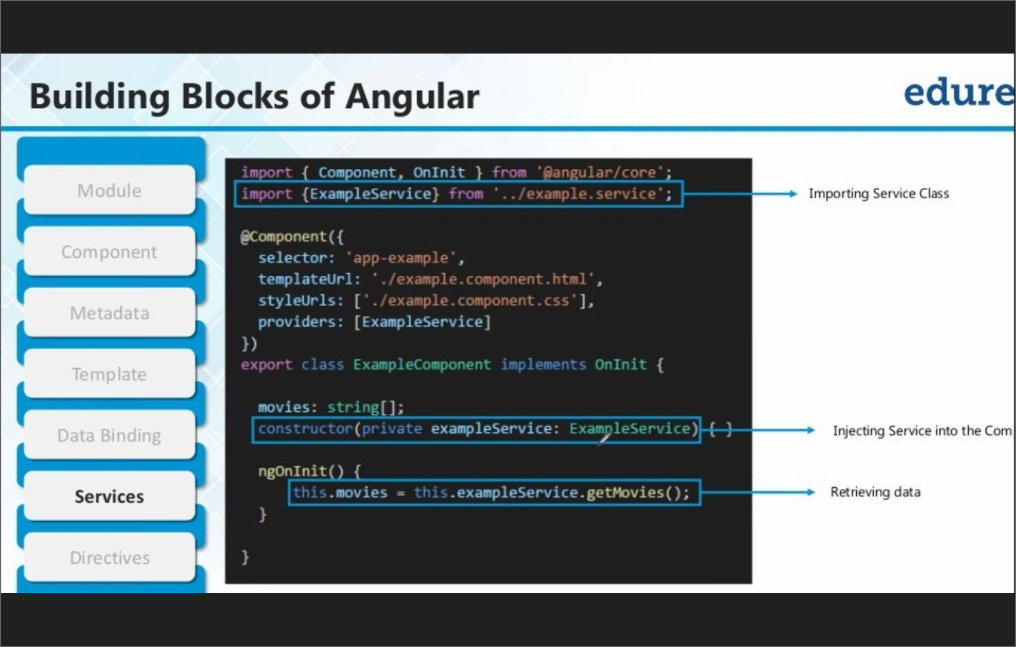 Building Blocks of Angular
edure
Module
Component
Metadata
Template
Data Binding
Services
Directives
import { Component, OnInit } from '@angular/core';
import {ExampleService} from '../example.service';
@Component({
selector: 'app-example',
templateUrl: './example.component.html',
styleUrls: ['./example.component.css'],
providers: [ExampleService]
})
export class ExampleComponent implements OnInit {
movies: string[];
constructor(private exampleService: ExampleService) { }
ngOnInit() {
this.movies = this.exampleService.getMovies();
}
}
Importing Service Class
Injecting Service into the Com
Retrieving data